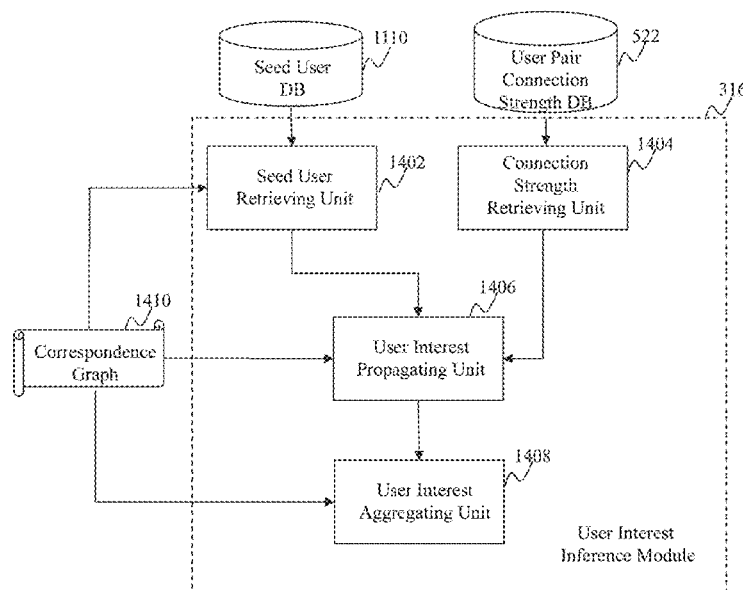 1110
Seed User
DB
522
User Pair
Connection
Strength DB
316
1402
Seed User
Retrieving Unit
1404
Connection
Strength
Retrieving Unit
1410
Correspondence
Graph
1406
User Interest
Propagating Unit
1408
User Interest
Aggregating Unit
User Interest
Inference Module